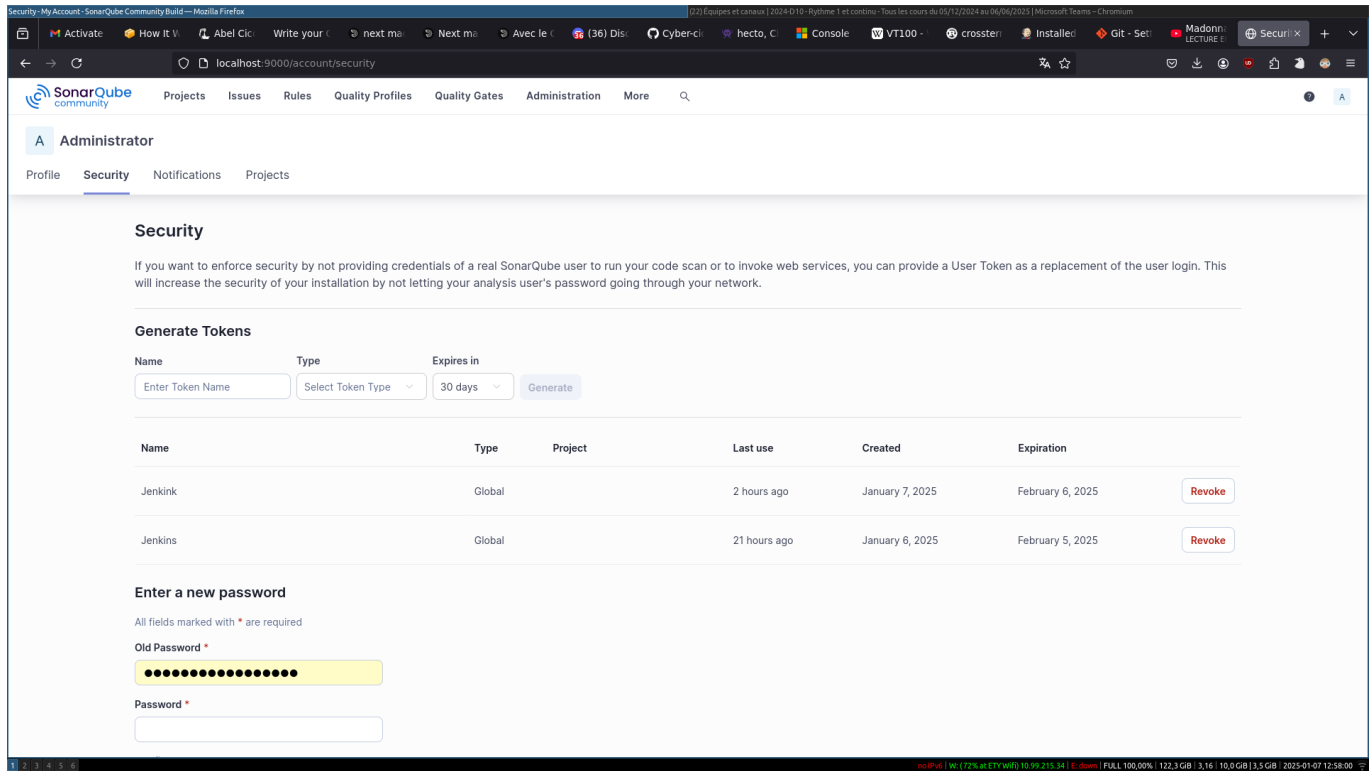 Security - My Account - SonarQube Community Build — Mozilla Firefox
(22) Équipes et canaux | 2024-D10 - Rythme 1 et continu - Tous les cours du 05/12/2024 au 06/06/2025 | Microsoft Teams – Chromium
Activate
How It W
Abel Cic
Write your
next ma
Next ma
Avec le
(36) Disc
Cyber-cic
hecto, C
Console
VT100 -
crossterr
Installed
Git - Sett
Madonna
LECTURE E
Securit
localhost:9000/account/security
SonarQube
community
Projects
Issues
Rules
Quality Profiles
Quality Gates
Administration
More
A
A
Administrator
Profile
Security
Notifications
Projects
Security
If you want to enforce security by not providing credentials of a real SonarQube user to run your code scan or to invoke web services, you can provide a User Token as a replacement of the user login. This
will increase the security of your installation by not letting your analysis user's password going through your network.
Generate Tokens
Name Type Expires in
Enter Token Name Select Token Type 30 days Generate
Name Type Project Last use Created Expiration
Jenkink Global 2 hours ago January 7, 2025 February 6, 2025 Revoke
Jenkins Global 21 hours ago January 6, 2025 February 5, 2025 Revoke
Enter a new password
All fields marked with * are required
Old Password *
Password *
1 2 3 4 5 6
no IPv6 | W: (72% at ETY Wifi) 10.99.215.34 | E: down | FULL 100,00% | 122,3 GiB | 3,16 | 10,0 GiB | 3,5 GiB | 2025-01-07 12:58:00